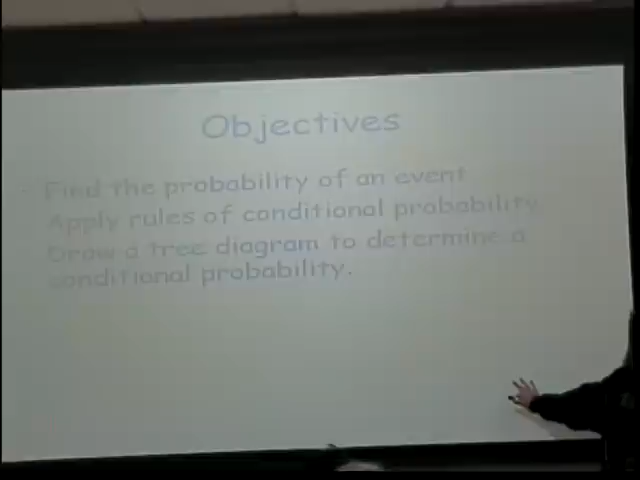 Objectives
- Find the probability of an event
Apply rules of conditional probability
Draw a tree diagram to determine a
conditional probability.